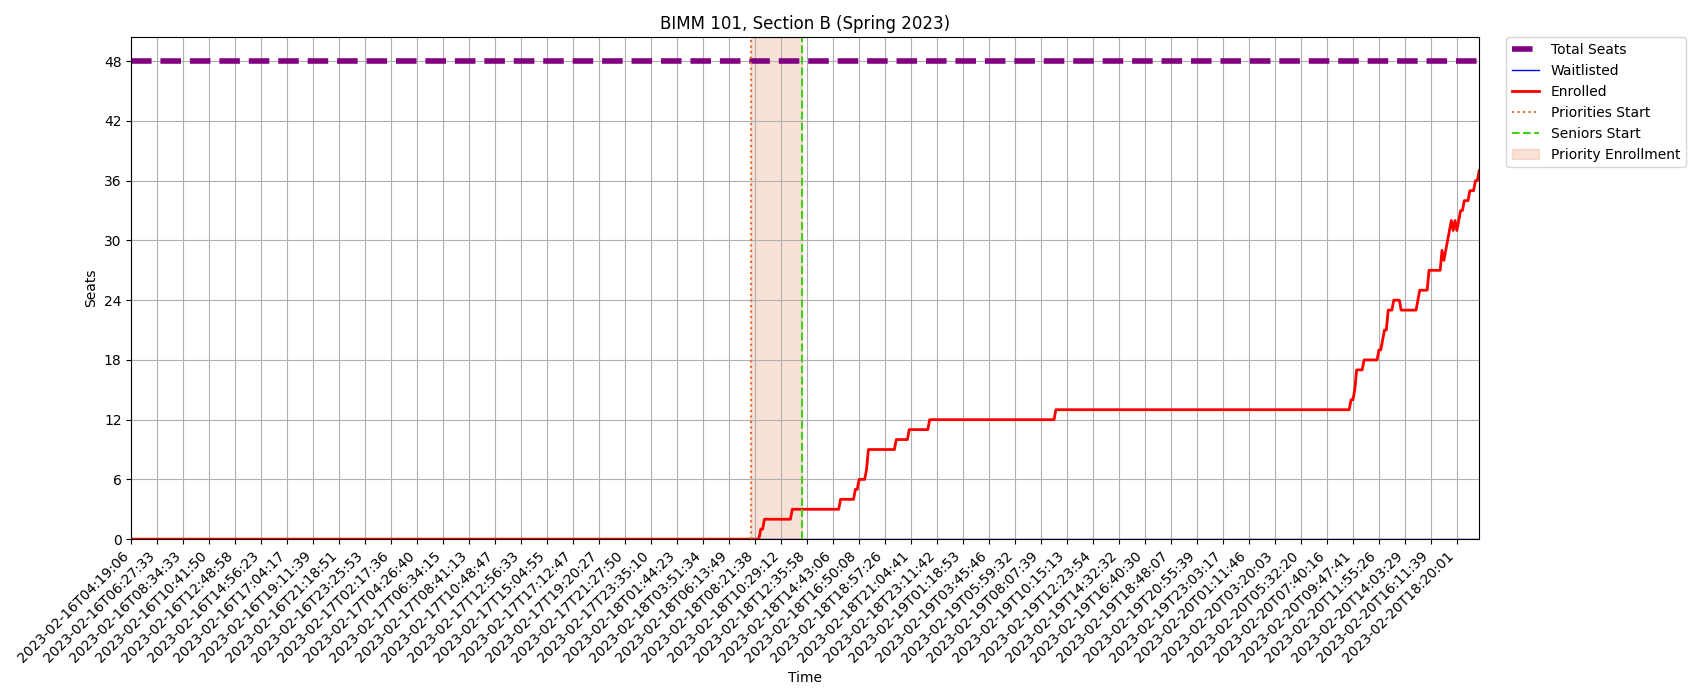 BIMM 101, Section B (Spring 2023)
Total Seats
Waitlisted
Enrolled
Priorities Start
Seniors Start
Priority Enrollment
Seats
48
42
36
30
24
18
12
6
0
2023-02-16T04:19:06
2023-02-16T06:27:33
2023-02-16T08:34:33
2023-02-16T10:41:50
2023-02-16T12:48:58
2023-02-16T14:56:23
2023-02-16T17:04:17
2023-02-16T19:11:39
2023-02-16T21:18:51
2023-02-16T23:25:53
2023-02-17T02:17:36
2023-02-17T04:26:40
2023-02-17T06:34:15
2023-02-17T08:41:13
2023-02-17T10:48:47
2023-02-17T12:56:33
2023-02-17T15:04:55
2023-02-17T17:12:47
2023-02-17T19:20:27
2023-02-17T21:27:50
2023-02-17T23:35:10
2023-02-18T01:44:23
2023-02-18T03:51:34
2023-02-18T06:13:49
2023-02-18T08:21:38
2023-02-18T10:29:12
2023-02-18T12:35:58
2023-02-18T14:43:06
2023-02-18T16:50:08
2023-02-18T18:57:26
2023-02-18T21:04:41
2023-02-18T23:11:42
2023-02-19T01:18:53
2023-02-19T03:45:46
2023-02-19T05:59:32
2023-02-19T08:07:39
2023-02-19T10:15:13
2023-02-19T12:23:54
2023-02-19T14:32:32
2023-02-19T16:40:30
2023-02-19T18:48:07
2023-02-19T20:55:39
2023-02-19T23:03:17
2023-02-20T01:11:46
2023-02-20T03:20:03
2023-02-20T05:32:20
2023-02-20T07:40:16
2023-02-20T09:47:41
2023-02-20T11:55:26
2023-02-20T14:03:29
2023-02-20T16:11:39
2023-02-20T18:20:01
Time